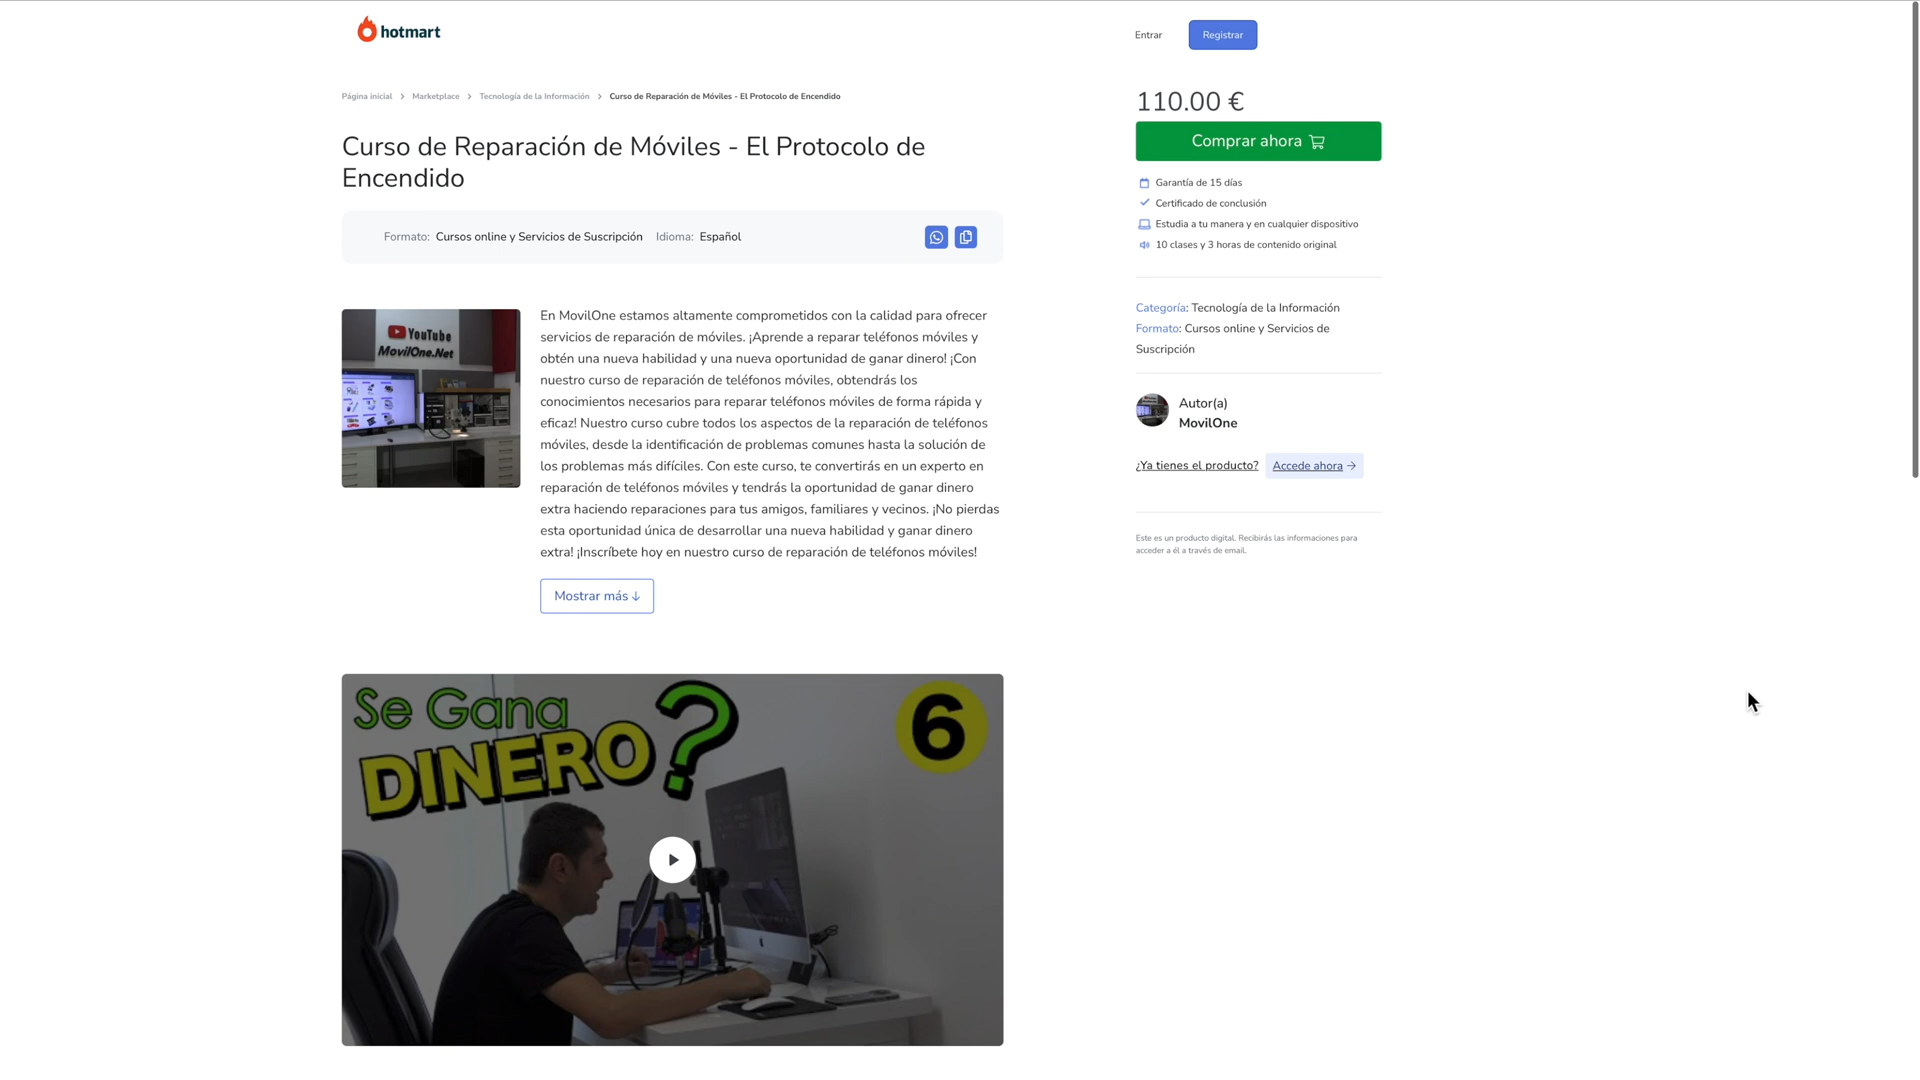 hotmart
Entrar
Registrar
Página inicial > Marketplace > Tecnología de la Información > Curso de Reparación de Móviles - El Protocolo de Encendido
Curso de Reparación de Móviles - El Protocolo de
Encendido
Formato: Cursos online y Servicios de Suscripción Idioma: Español
YouTube
MovilOne.Net
En MovilOne estamos altamente comprometidos con la calidad para ofrecer
servicios de reparación de móviles. ¡Aprende a reparar teléfonos móviles y
obtén una nueva habilidad y una nueva oportunidad de ganar dinero! ¡Con
nuestro curso de reparación de teléfonos móviles, obtendrás los
conocimientos necesarios para reparar teléfonos móviles de forma rápida y
eficaz! Nuestro curso cubre todos los aspectos de la reparación de teléfonos
móviles, desde la identificación de problemas comunes hasta la solución de
los problemas más difíciles. Con este curso, te convertirás en un experto en
reparación de teléfonos móviles y tendrás la oportunidad de ganar dinero
extra haciendo reparaciones para tus amigos, familiares y vecinos. ¡No pierdas
esta oportunidad única de desarrollar una nueva habilidad y ganar dinero
extra! ¡Inscríbete hoy en nuestro curso de reparación de teléfonos móviles!
Mostrar más ↓
Se Gana
DINERO?
6
110.00 €
Comprar ahora
Garantía de 15 días
Certificado de conclusión
Estudia a tu manera y en cualquier dispositivo
10 clases y 3 horas de contenido original
Categoría: Tecnología de la Información
Formato: Cursos online y Servicios de
Suscripción
Autor(a)
MovilOne
¿Ya tienes el producto? Accede ahora →
Este es un producto digital. Recibirás las informaciones para
acceder a él a través de email.